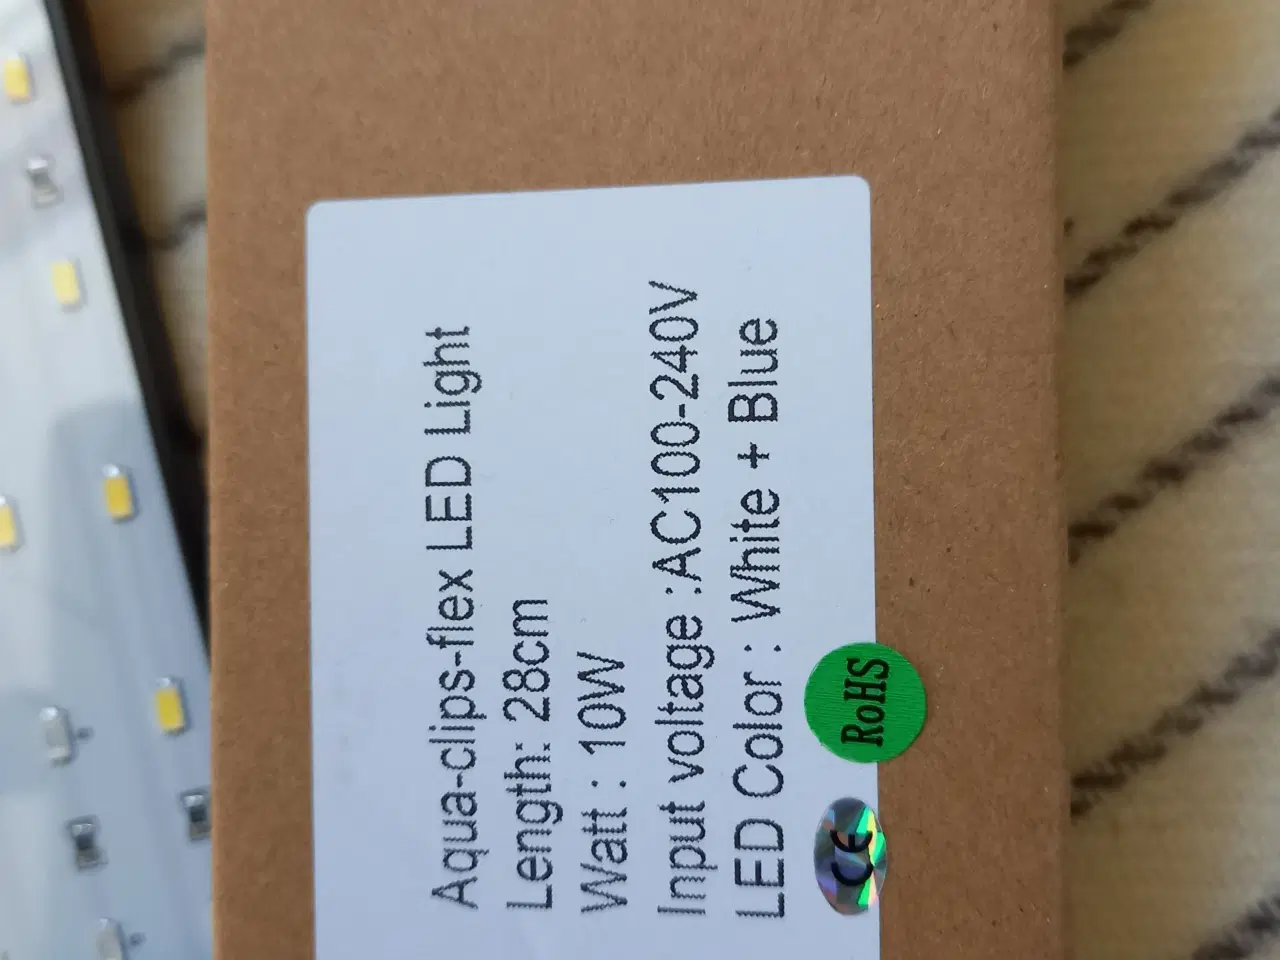 Aqua-clips-flex LED Light
Length: 28cm
Watt : 10W
Input voltage :AC100-240V
LED Color : White + Blue
CE
RoHS